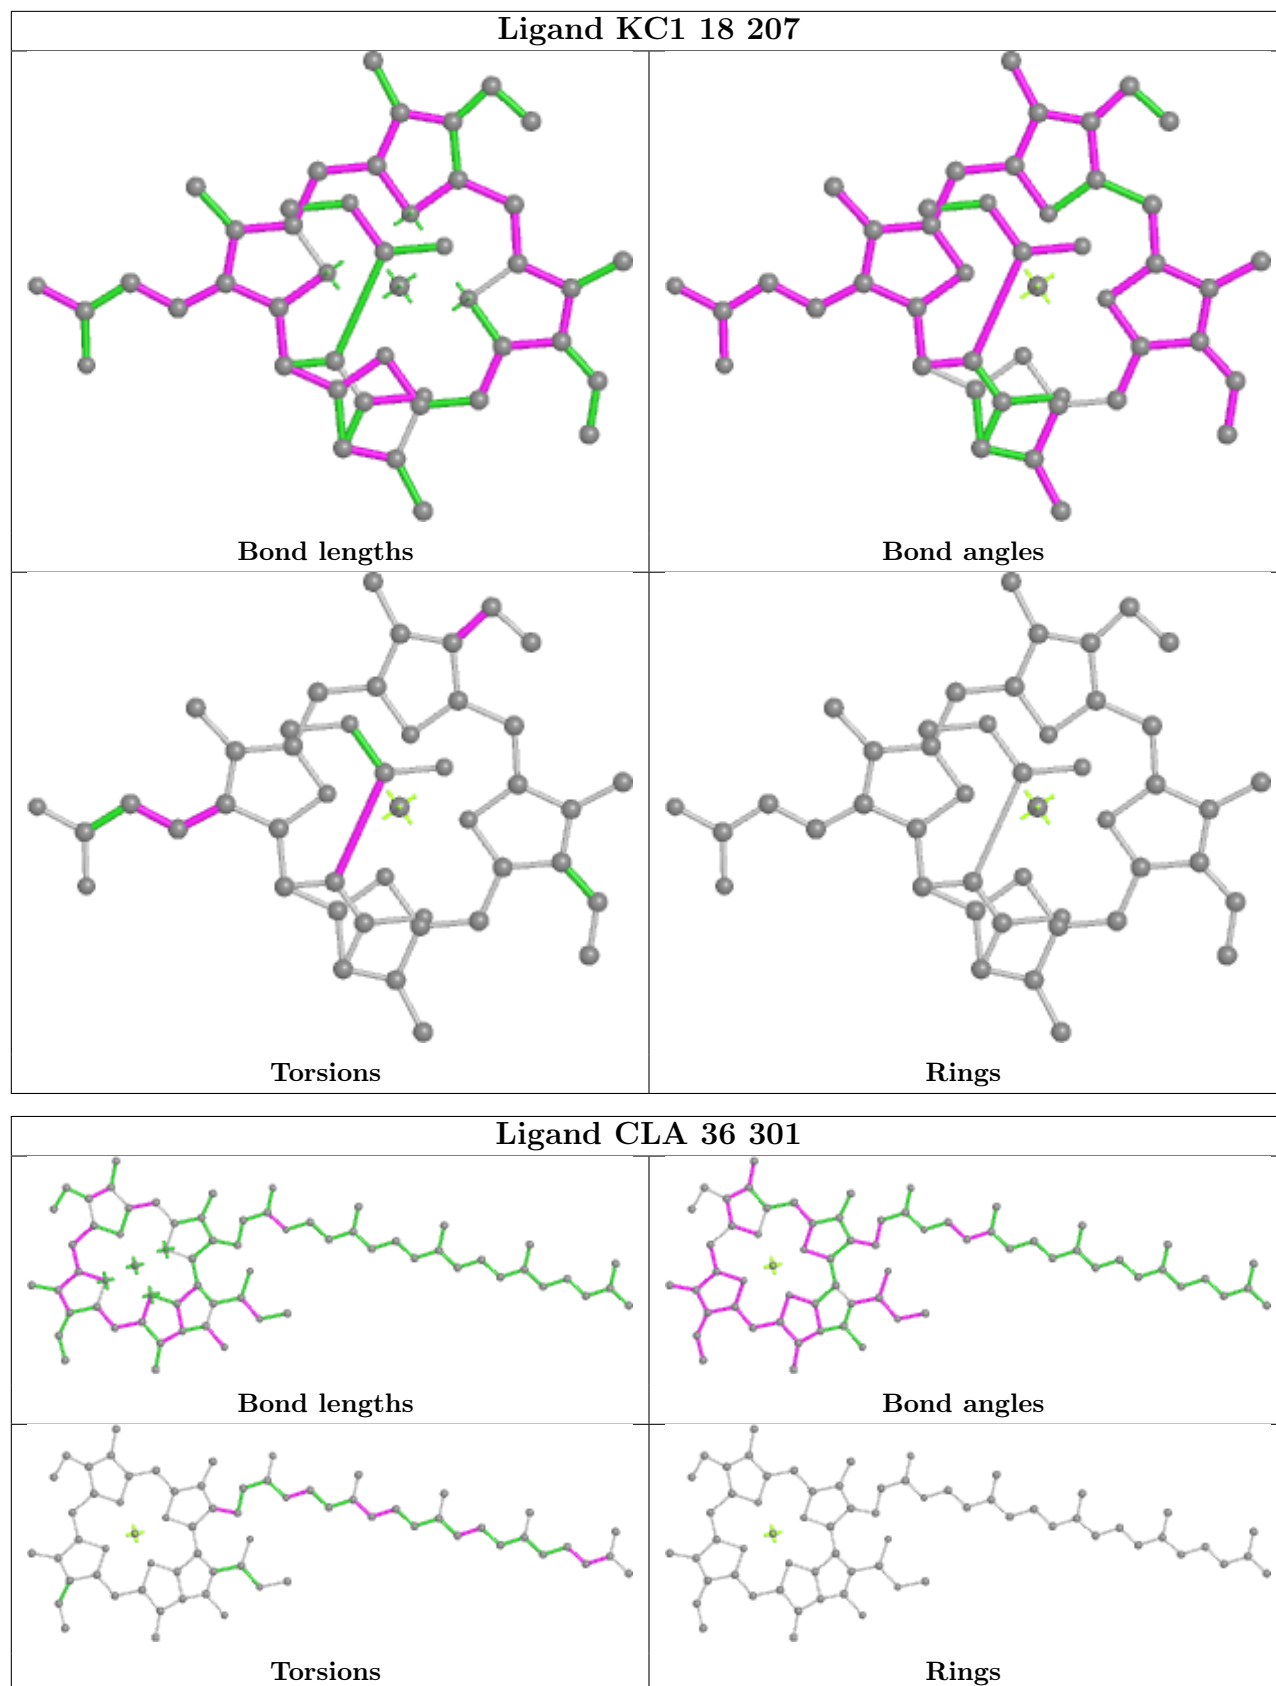 Ligand KC1 18 207
Bond lengths
Bond angles
Torsions
Rings
Ligand CLA 36 301
Bond lengths
Bond angles
Torsions
Rings